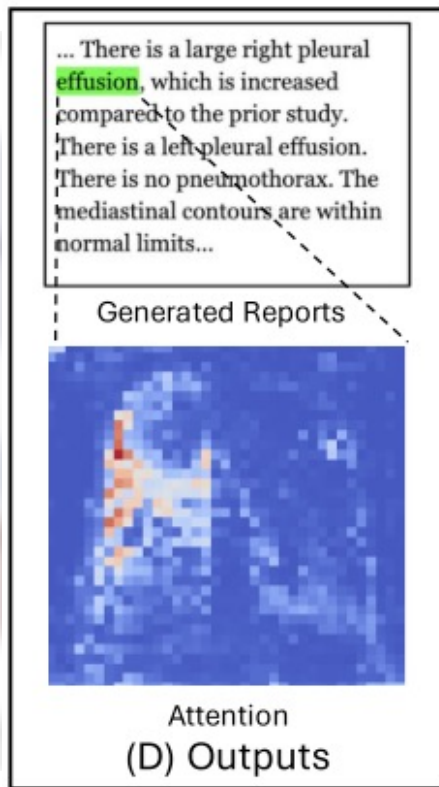 ... There is a large right pleural
effusion, which is increased
compared to the prior study.
There is a left pleural effusion.
There is no pneumothorax. The
mediastinal contours are within
normal limits...
Generated Reports
Attention
(D) Outputs